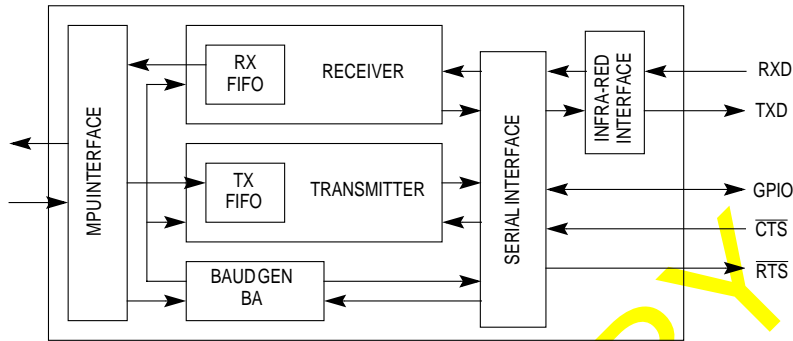 RX
FIFO
RECEIVER
TX
FIFO
TRANSMITTER
BAUD GEN
BA
MPU INTERFACE
SERIAL INTERFACE
INFRA-RED
INTERFACE
RXD
TXD
GPIO
CTS
RTS
P Y